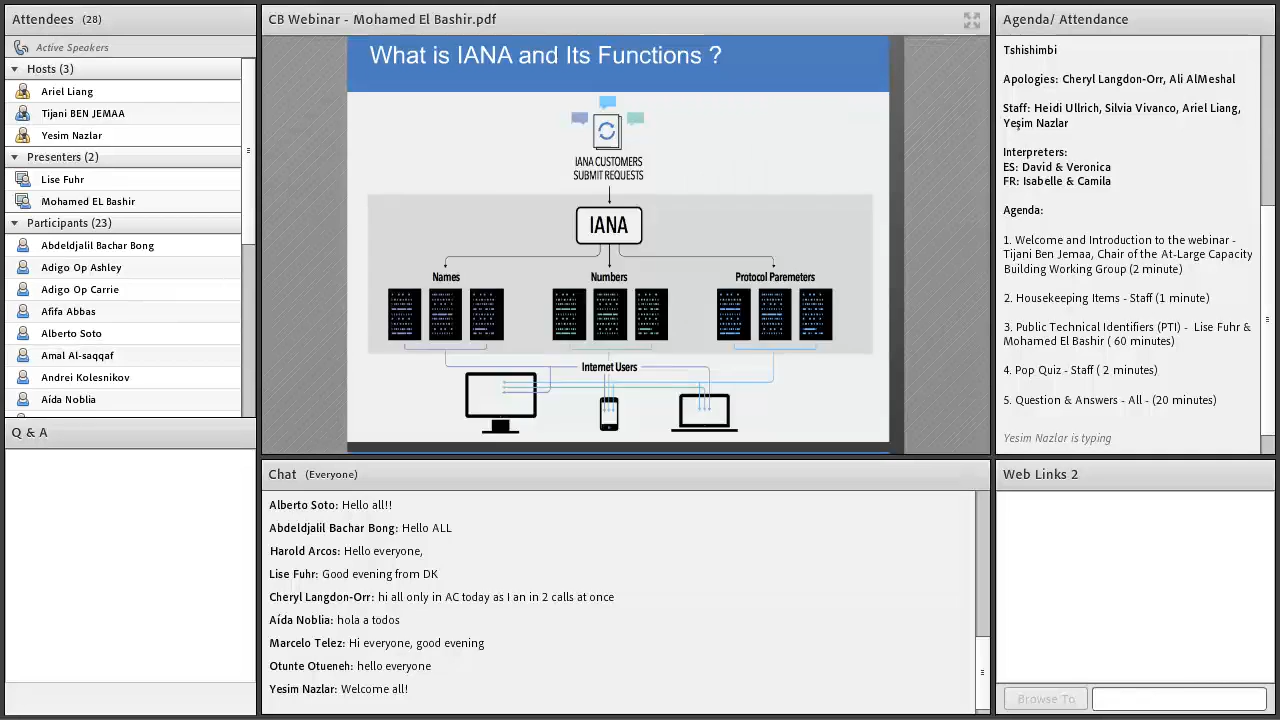 Attendees (28)
Active Speakers
Hosts (3)
Ariel Liang
Tijani BEN JEMAA
Yesim Nazlar
Presenters (2)
Lise Fuhr
Mohamed EL Bashir
Participants (23)
Abdeldjalil Bachar Bong
Adigo Op Ashley
Adigo Op Carrie
Afifa Abbas
Alberto Soto
Amal Al-saqqaf
Andrei Kolesnikov
Aída Noblia
Q & A
CB Webinar - Mohamed El Bashir.pdf
What is IANA and Its Functions ?
IANA CUSTOMERS
SUBMIT REQUESTS
IANA
Names
Numbers
Protocol Paremeters
Internet Users
Chat (Everyone)
Alberto Soto: Hello all!!
Abdeldjalil Bachar Bong: Hello ALL
Harold Arcos: Hello everyone,
Lise Fuhr: Good evening from DK
Cheryl Langdon-Orr: hi all only in AC today as I an in 2 calls at once
Aída Noblia: hola a todos
Marcelo Telez: Hi everyone, good evening
Otunte Otueneh: hello everyone
Yesim Nazlar: Welcome all!
Agenda/ Attendance
Tshishimbi
Apologies: Cheryl Langdon-Orr, Ali AlMeshal
Staff: Heidi Ullrich, Silvia Vivanco, Ariel Liang,
Yeşim Nazlar
Interpreters:
ES: David & Veronica
FR: Isabelle & Camila
Agenda:
1. Welcome and Introduction to the webinar -
Tijani Ben Jemaa, Chair of the At-Large Capacity
Building Working Group (2 minute)
2. Housekeeping items - Staff (1 minute)
3. Public Technical Identifiers (PTI) - Lise Fuhr &
Mohamed El Bashir ( 60 minutes)
4. Pop Quiz - Staff ( 2 minutes)
5. Question & Answers - All - (20 minutes)
Yesim Nazlar is typing
Web Links 2
Browse To